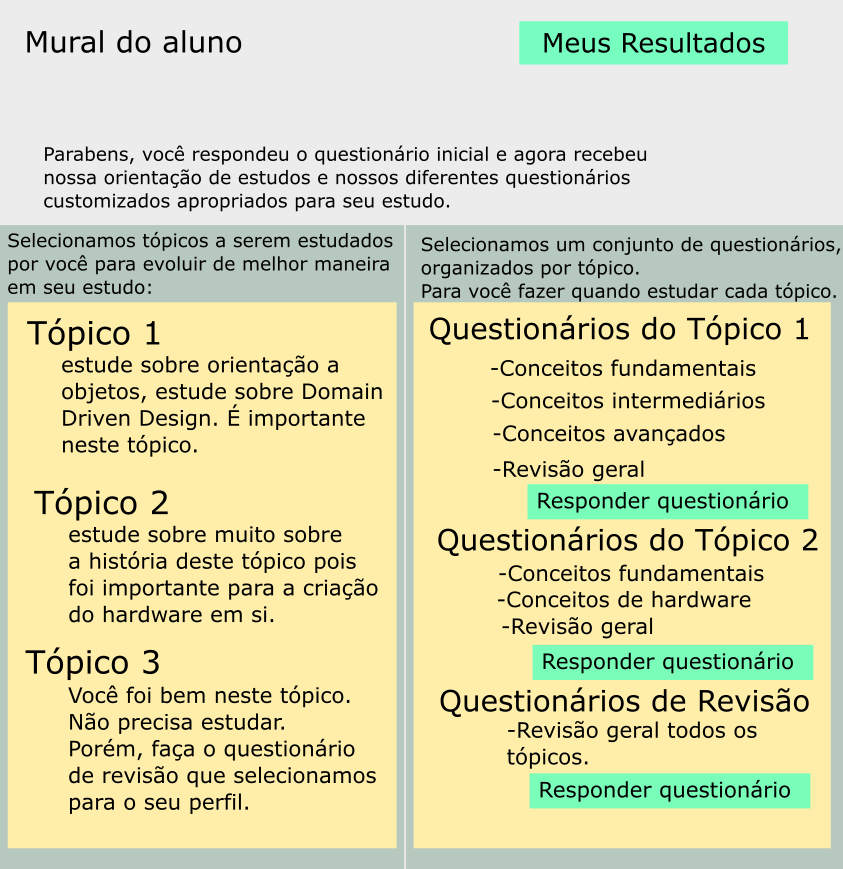 Mural do aluno
Meus Resultados
Parabens, você respondeu o questionário inicial e agora recebeu
nossa orientação de estudos e nossos diferentes questionários
customizados apropriados para seu estudo.
Selecionamos tópicos a serem estudados
por você para evoluir de melhor maneira
em seu estudo:
Tópico 1
estude sobre orientação a
objetos, estude sobre Domain
Driven Design. É importante
neste tópico.
Tópico 2
estude sobre muito sobre
a história deste tópico pois
foi importante para a criação
do hardware em si.
Tópico 3
Você foi bem neste tópico.
Não precisa estudar.
Porém, faça o questionário
de revisão que selecionamos
para o seu perfil.
Selecionamos um conjunto de questionários,
organizados por tópico.
Para você fazer quando estudar cada tópico.
Questionários do Tópico 1
-Conceitos fundamentais
-Conceitos intermediários
-Conceitos avançados
-Revisão geral
Responder questionário
Questionários do Tópico 2
-Conceitos fundamentais
-Conceitos de hardware
-Revisão geral
Responder questionário
Questionários de Revisão
-Revisão geral todos os
tópicos.
Responder questionário